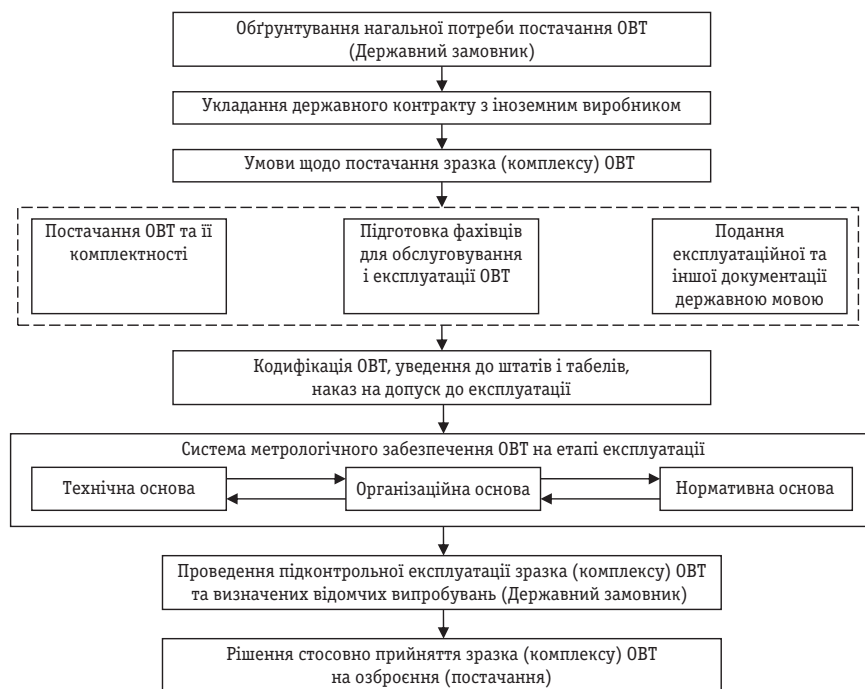 Обґрунтування нагальної потреби постачання ОВТ
(Державний замовник)
Укладання державного контракту з іноземним виробником
Умови щодо постачання зразка (комплексу) ОВТ
Постачання ОВТ та її
комплектності
Підготовка фахівців
для обслуговування
і експлуатації ОВТ
Подання
експлуатаційної та
іншої документації
державною мовою
Кодифікація ОВТ, уведення до штатів і табелів,
наказ на допуск до експлуатації
Система метрологічного забезпечення ОВТ на етапі експлуатації
Технічна основа
Організаційна основа
Нормативна основа
Проведення підконтрольної експлуатації зразка (комплексу) ОВТ
та визначених відомчих випробувань (Державний замовник)
Рішення стосовно прийняття зразка (комплексу) ОВТ
на озброєння (постачання)